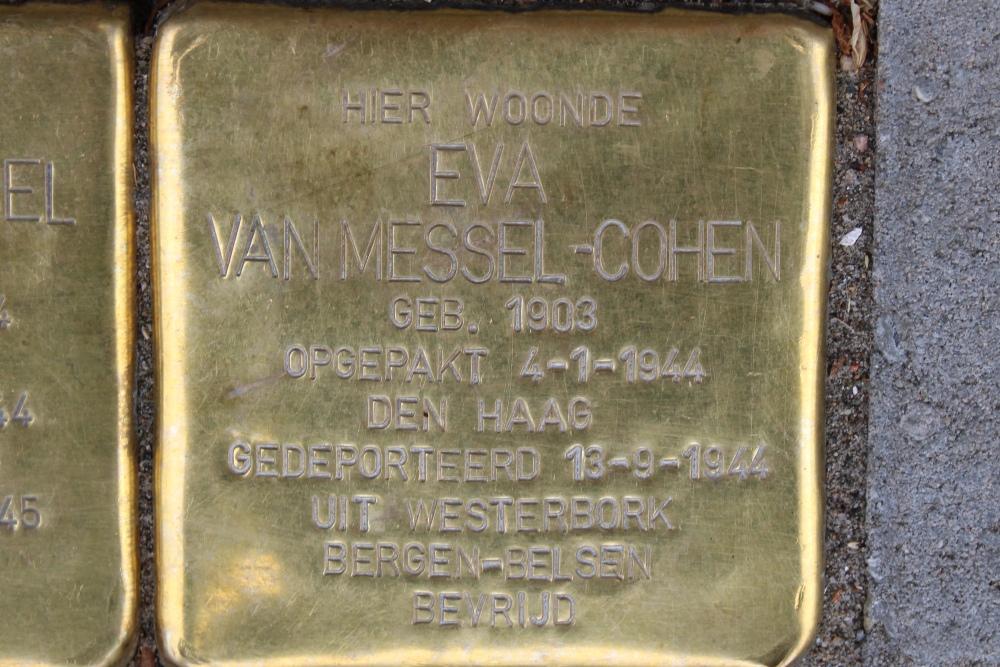 HIER WOONDE
EVA
VAN MESSEL-COHEN
GEB. 1903
OPGEPAKT 4-1-1944
DEN HAAG
GEDEPORTEERD 13-9-1944
UIT WESTERBORK
BERGEN-BELSEN
BEVRIJD